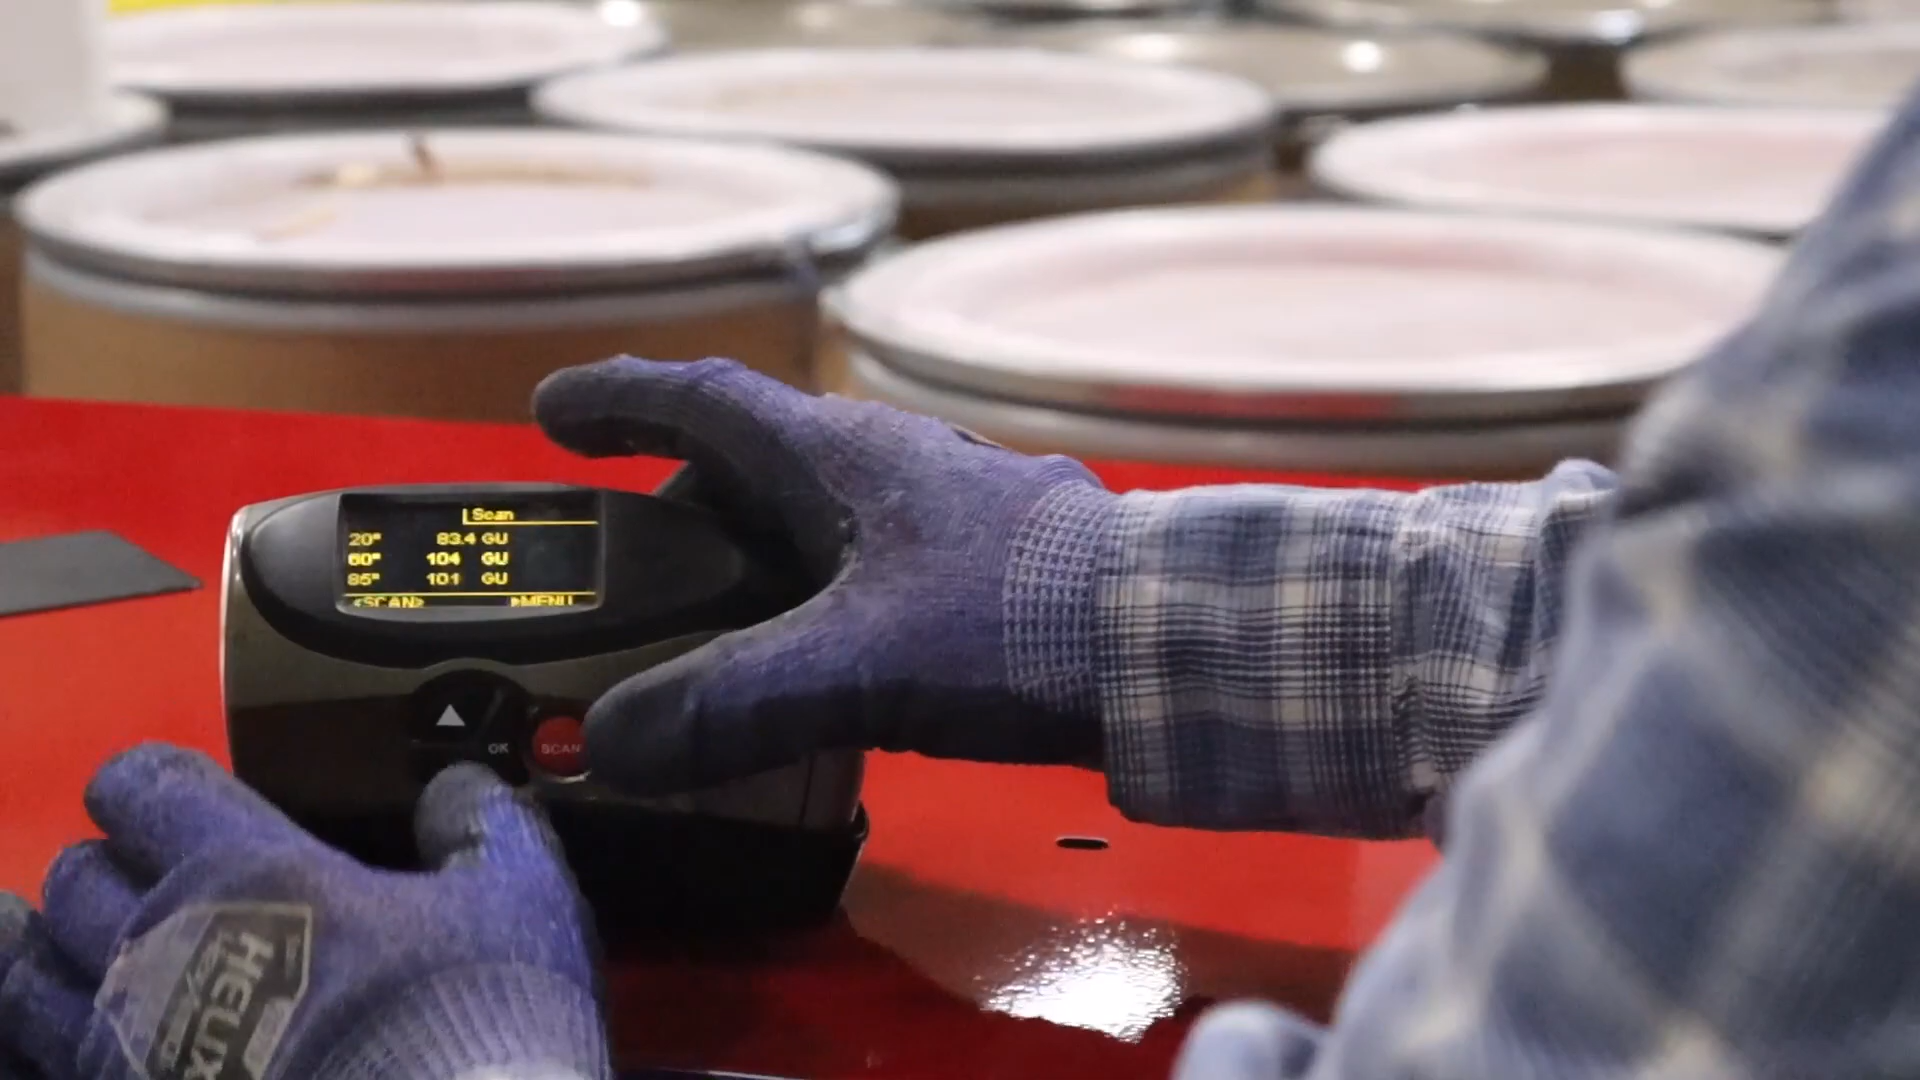 Scan
20° 83.4 GU
60° 104 GU
85° 101 GU
<SCAN> ▶MENU
OK
SCAN
HELIX